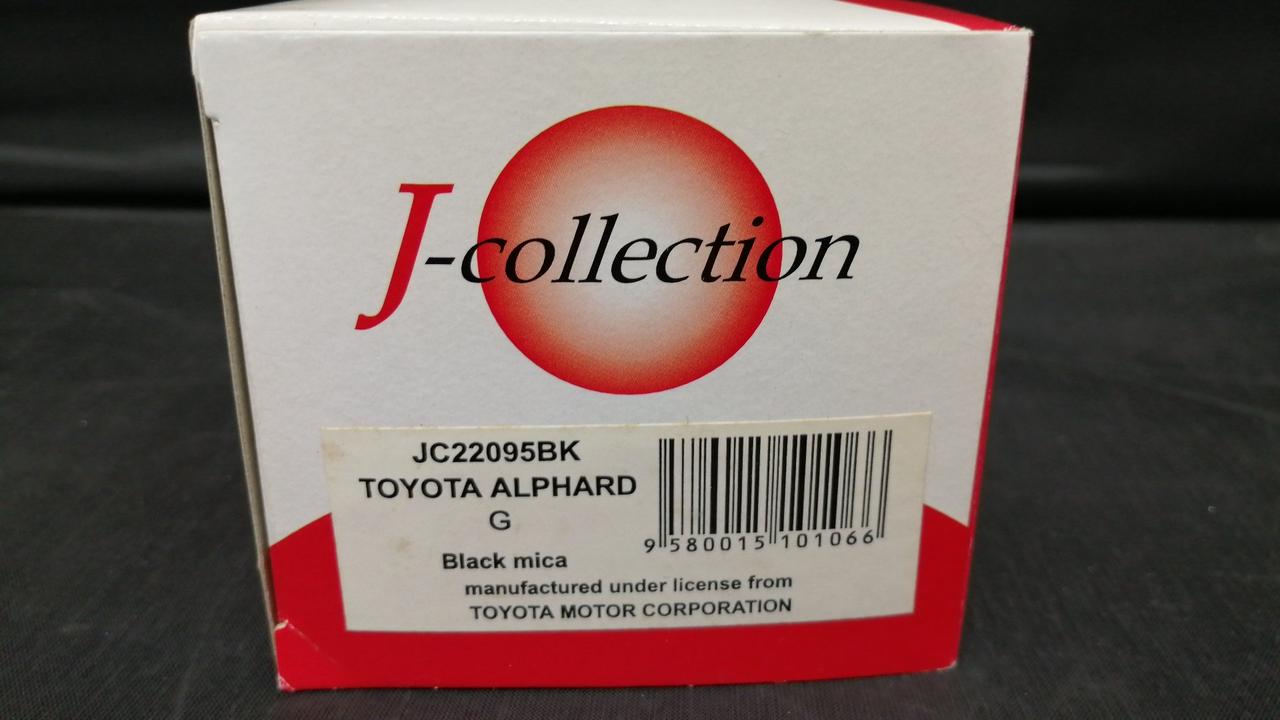 J-collection
JC22095BK
TOYOTA ALPHARD
G
Black mica
manufactured under license from
TOYOTA MOTOR CORPORATION
9 580015 101066